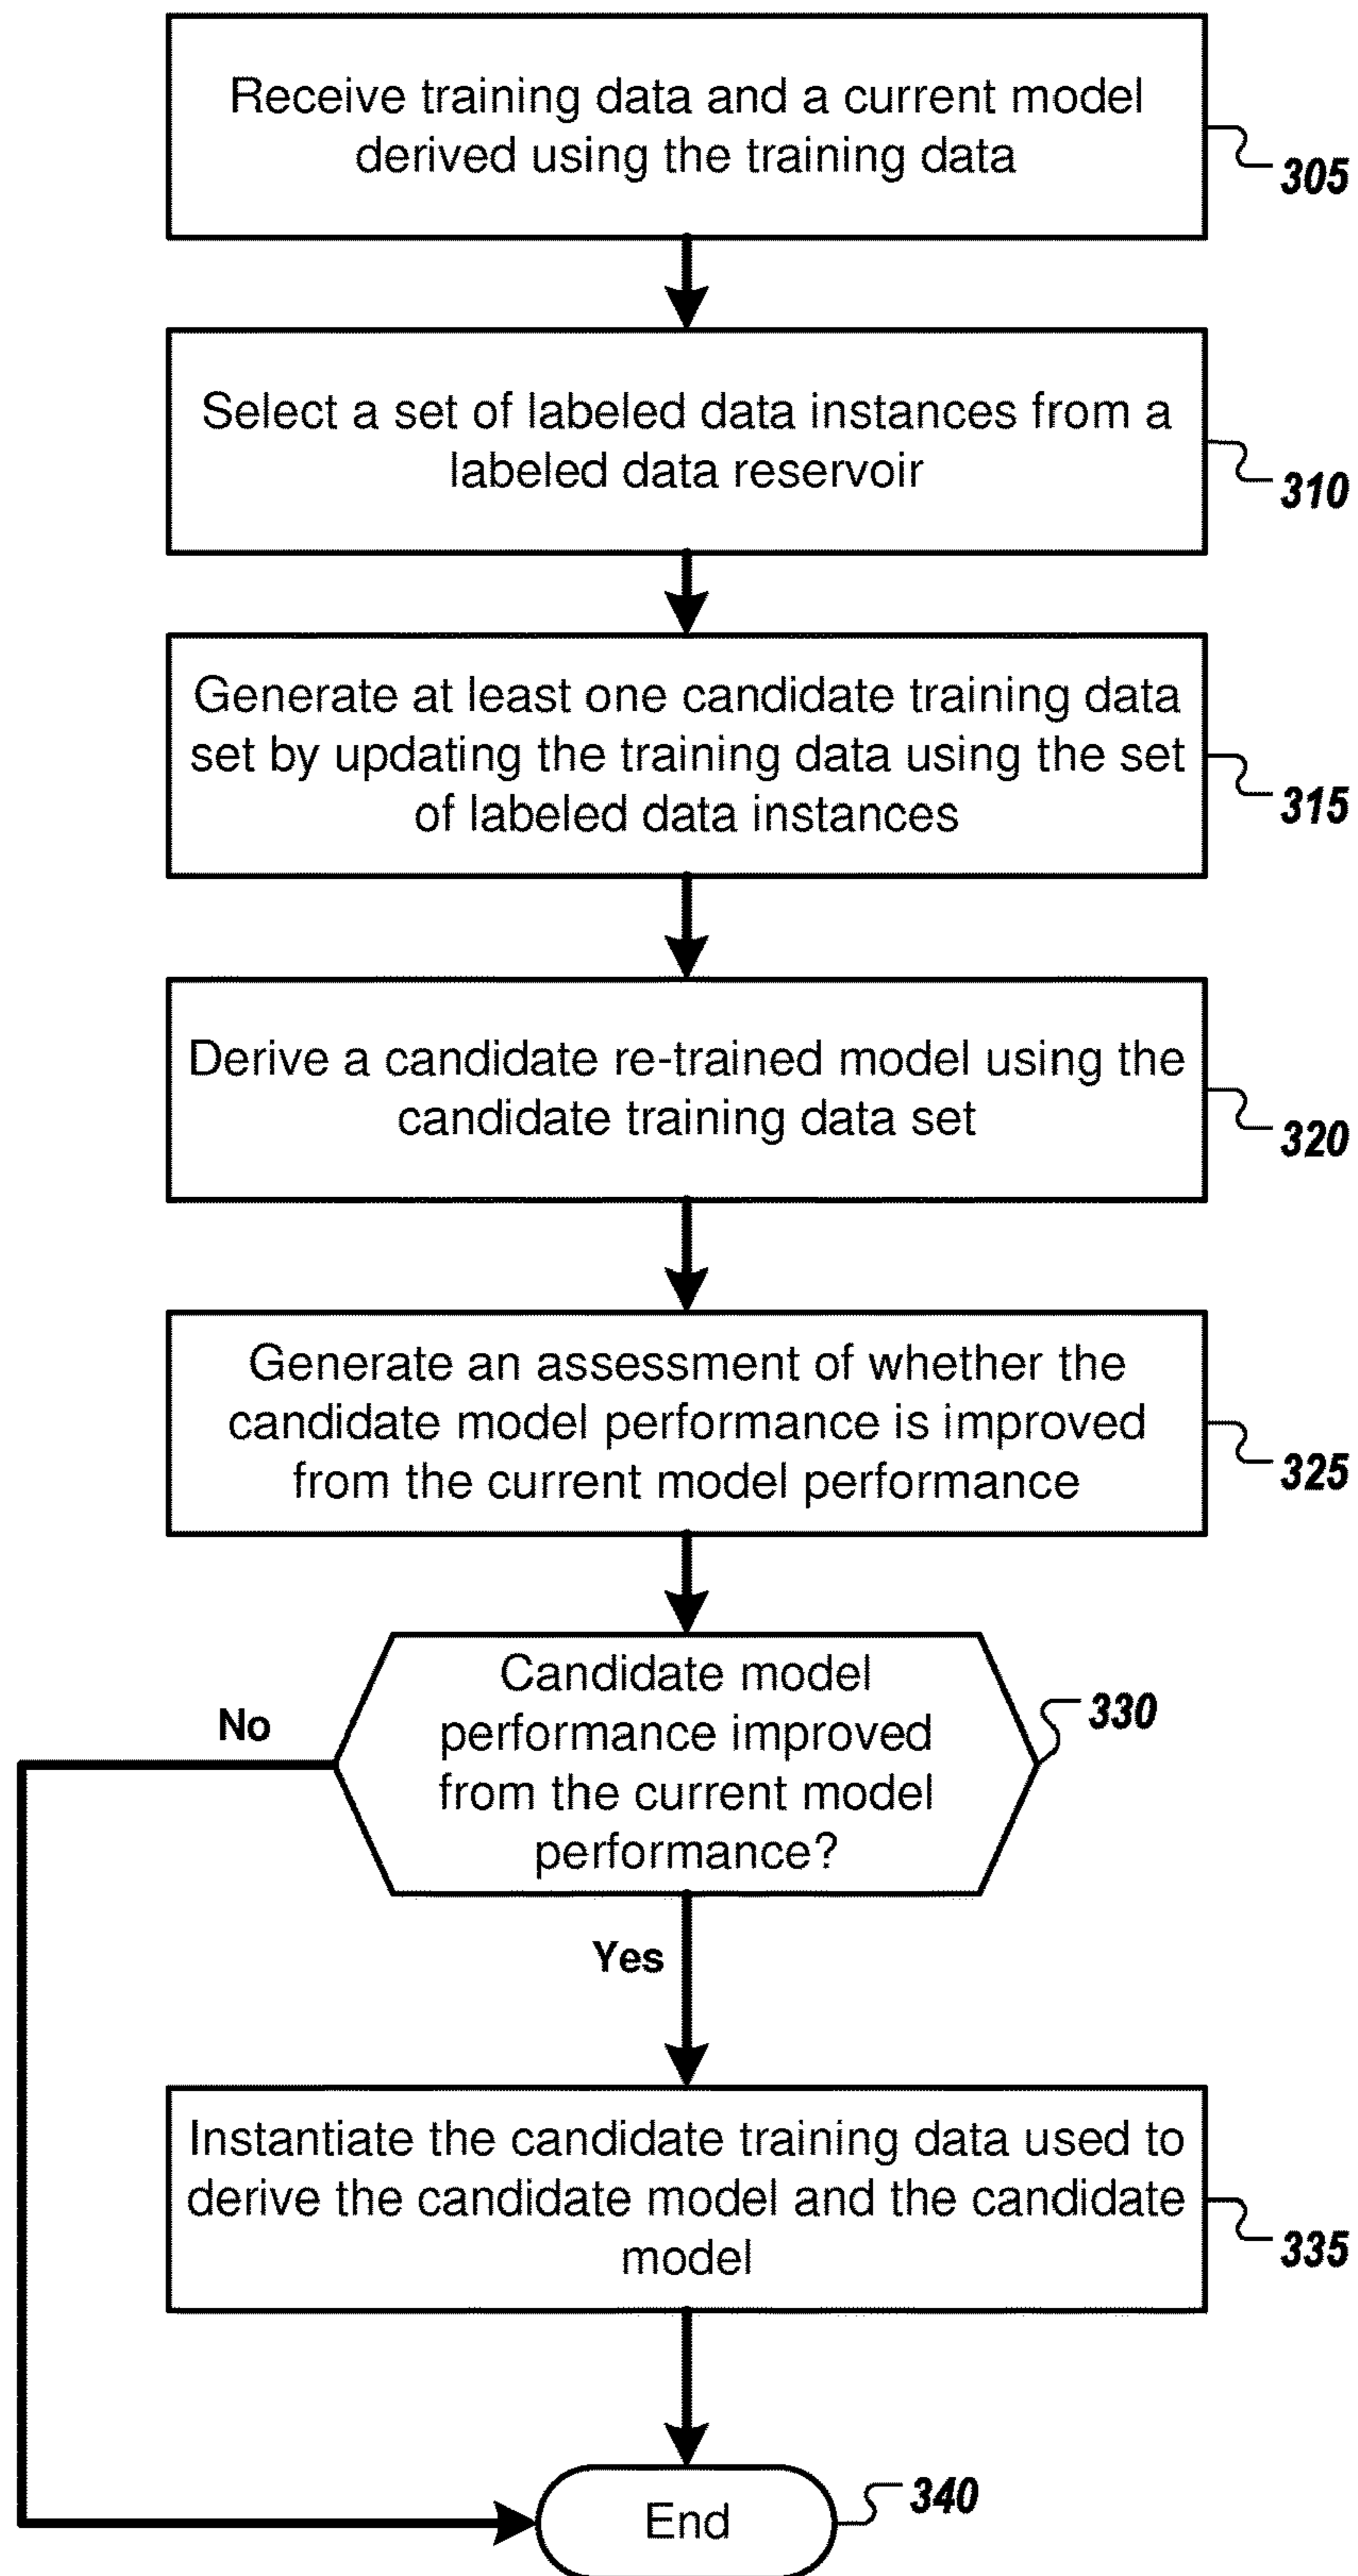 Receive training data and a current model
derived using the training data
305
Select a set of labeled data instances from a
labeled data reservoir
310
Generate at least one candidate training data
set by updating the training data using the set
of labeled data instances
315
Derive a candidate re-trained model using the
candidate training data set
320
Generate an assessment of whether the
candidate model performance is improved
from the current model performance
325
Candidate model
performance improved
from the current model
performance?
330
No
Yes
Instantiate the candidate training data used to
derive the candidate model and the candidate
model
335
End
340